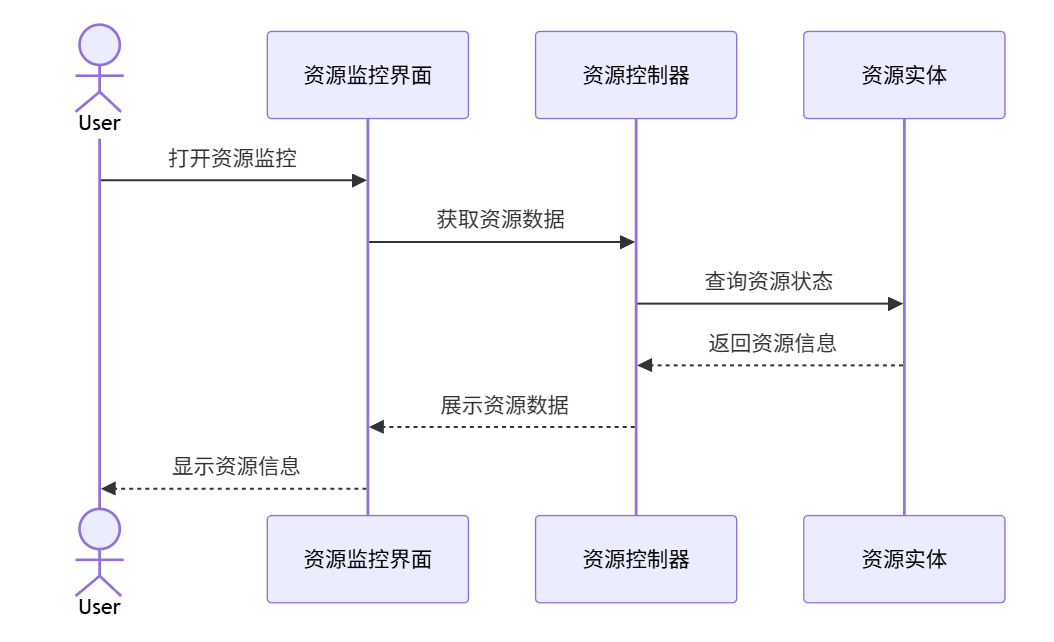 User
资源监控界面
资源控制器
资源实体
打开资源监控
获取资源数据
查询资源状态
返回资源信息
展示资源数据
显示资源信息
User
资源监控界面
资源控制器
资源实体